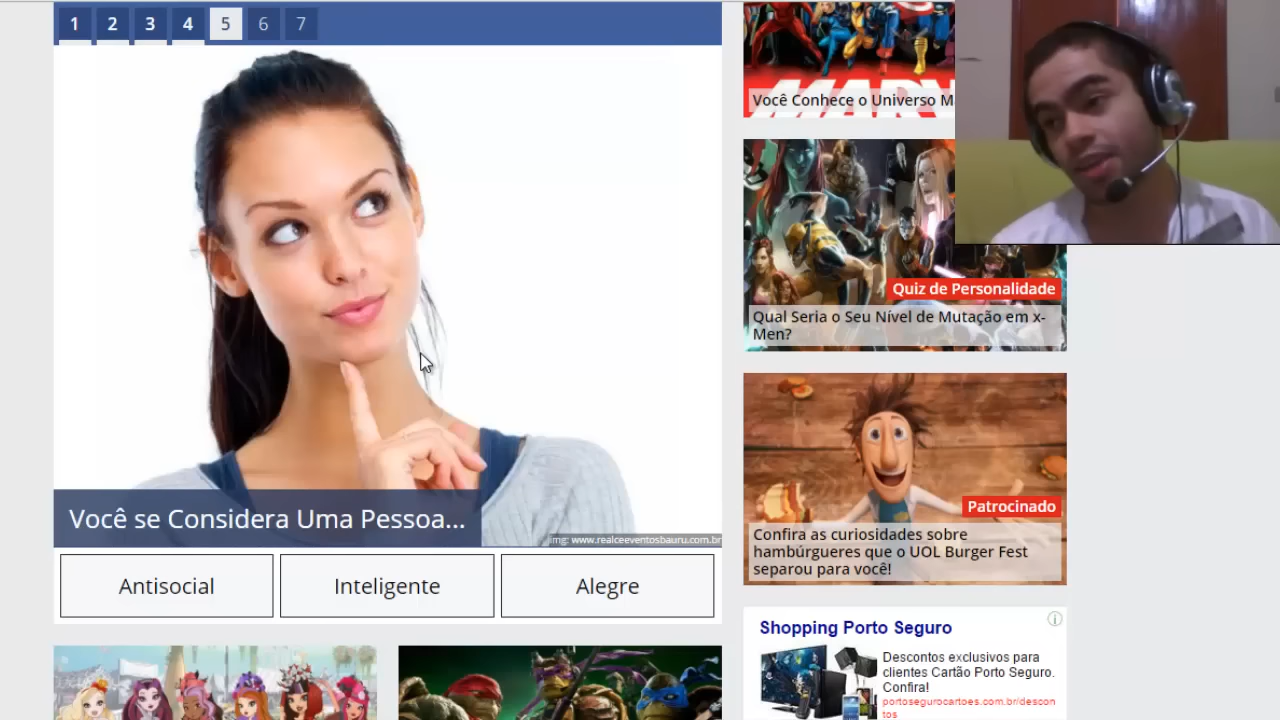 1 2 3 4 5 6 7
Você se Considera Uma Pessoa...
img: www.realceeventosbauru.com.br
Antisocial
Inteligente
Alegre
MARV
Você Conhece o Universo Ma
Quiz de Personalidade
Qual Seria o Seu Nível de Mutação em x-
Men?
Patrocinado
Confira as curiosidades sobre
hambúrgueres que o UOL Burger Fest
separou para você!
Shopping Porto Seguro
Descontos exclusivos para
clientes Cartão Porto Seguro.
Confira!
portosegurocartoes.com.br/descon
tos